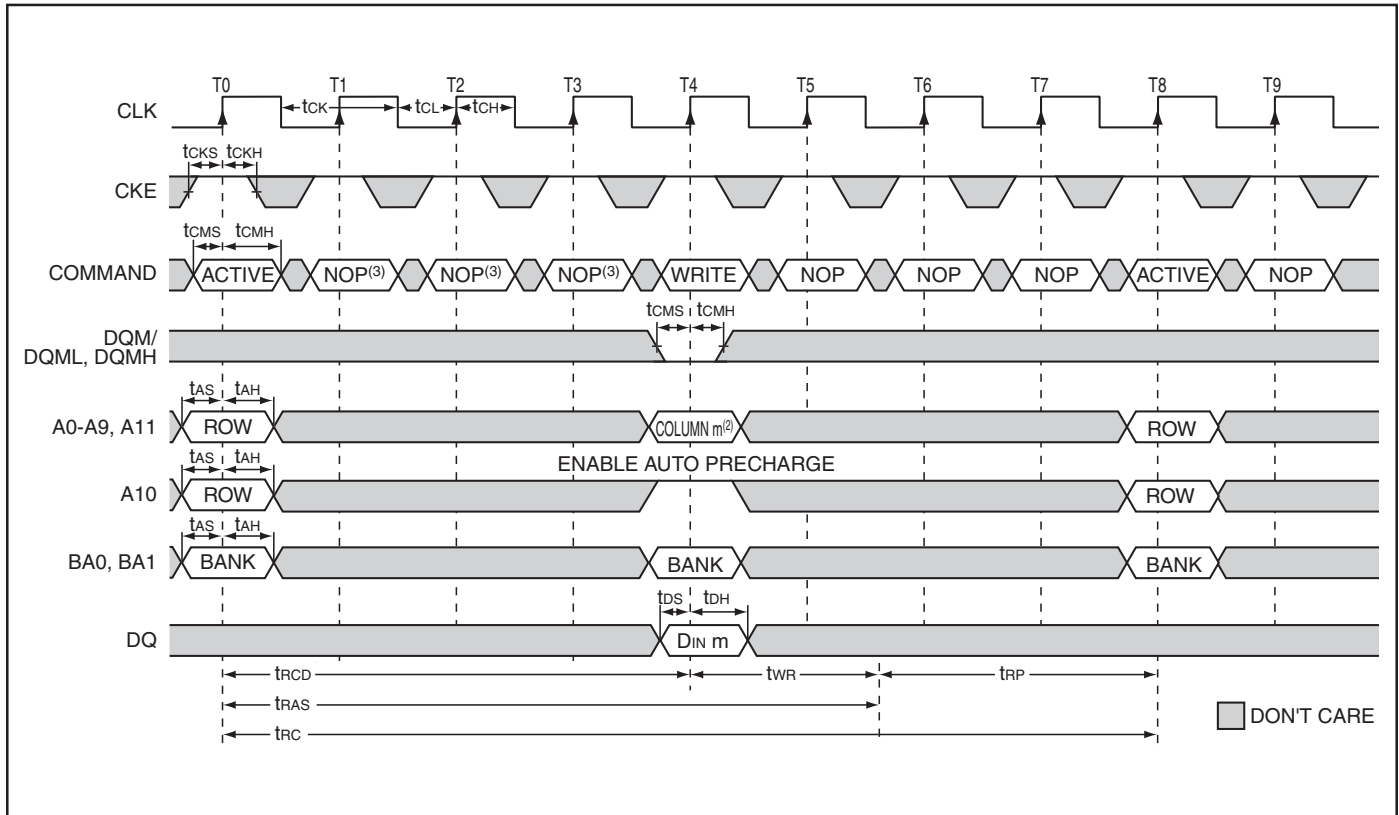 T0 T1 T2 T3 T4 T5 T6 T7 T8 T9
CLK
tCK tCL tCH
tCKS tCKH
CKE
tCMS tCMH
COMMAND ACTIVE NOP(3) NOP(3) NOP(3) WRITE NOP NOP NOP ACTIVE NOP
tCMS tCMH
DQM/
DQML, DQMH
tAS tAH
A0-A9, A11 ROW COLUMN m(2) ROW
tAS tAH ENABLE AUTO PRECHARGE
A10 ROW ROW
tAS tAH
BA0, BA1 BANK BANK BANK
tDS tDH
DQ DIN m
tRCD tWR tRP
tRAS
DON'T CARE
tRC